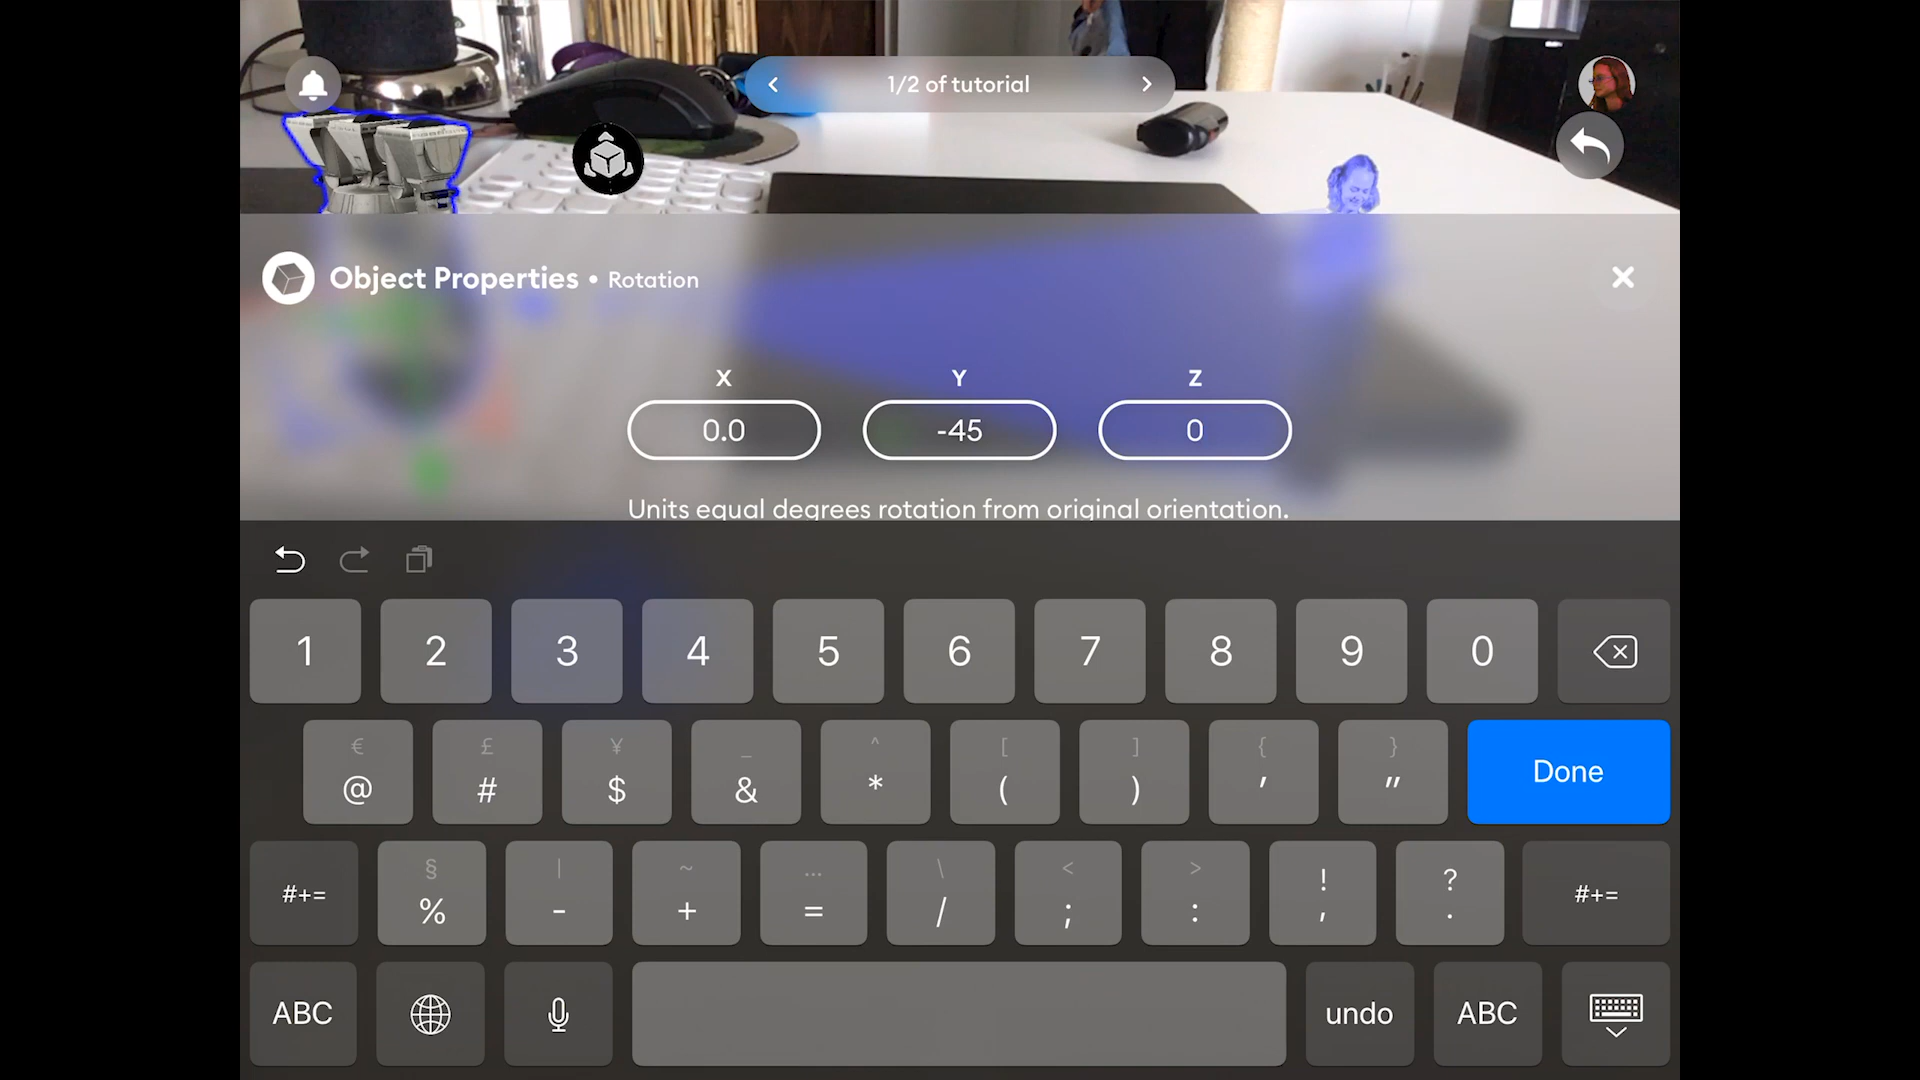 1/2 of tutorial
Object Properties • Rotation
X Y Z
0.0 -45 0
Units equal degrees rotation from original orientation.
1 2 3 4 5 6 7 8 9 0
€ £ ¥ _ ^ [ ] { }
@ # $ & * ( ) ' " Done
§ | ~ … \ < > ! ?
#+= % - + = / ; : , . #+=
ABC undo ABC